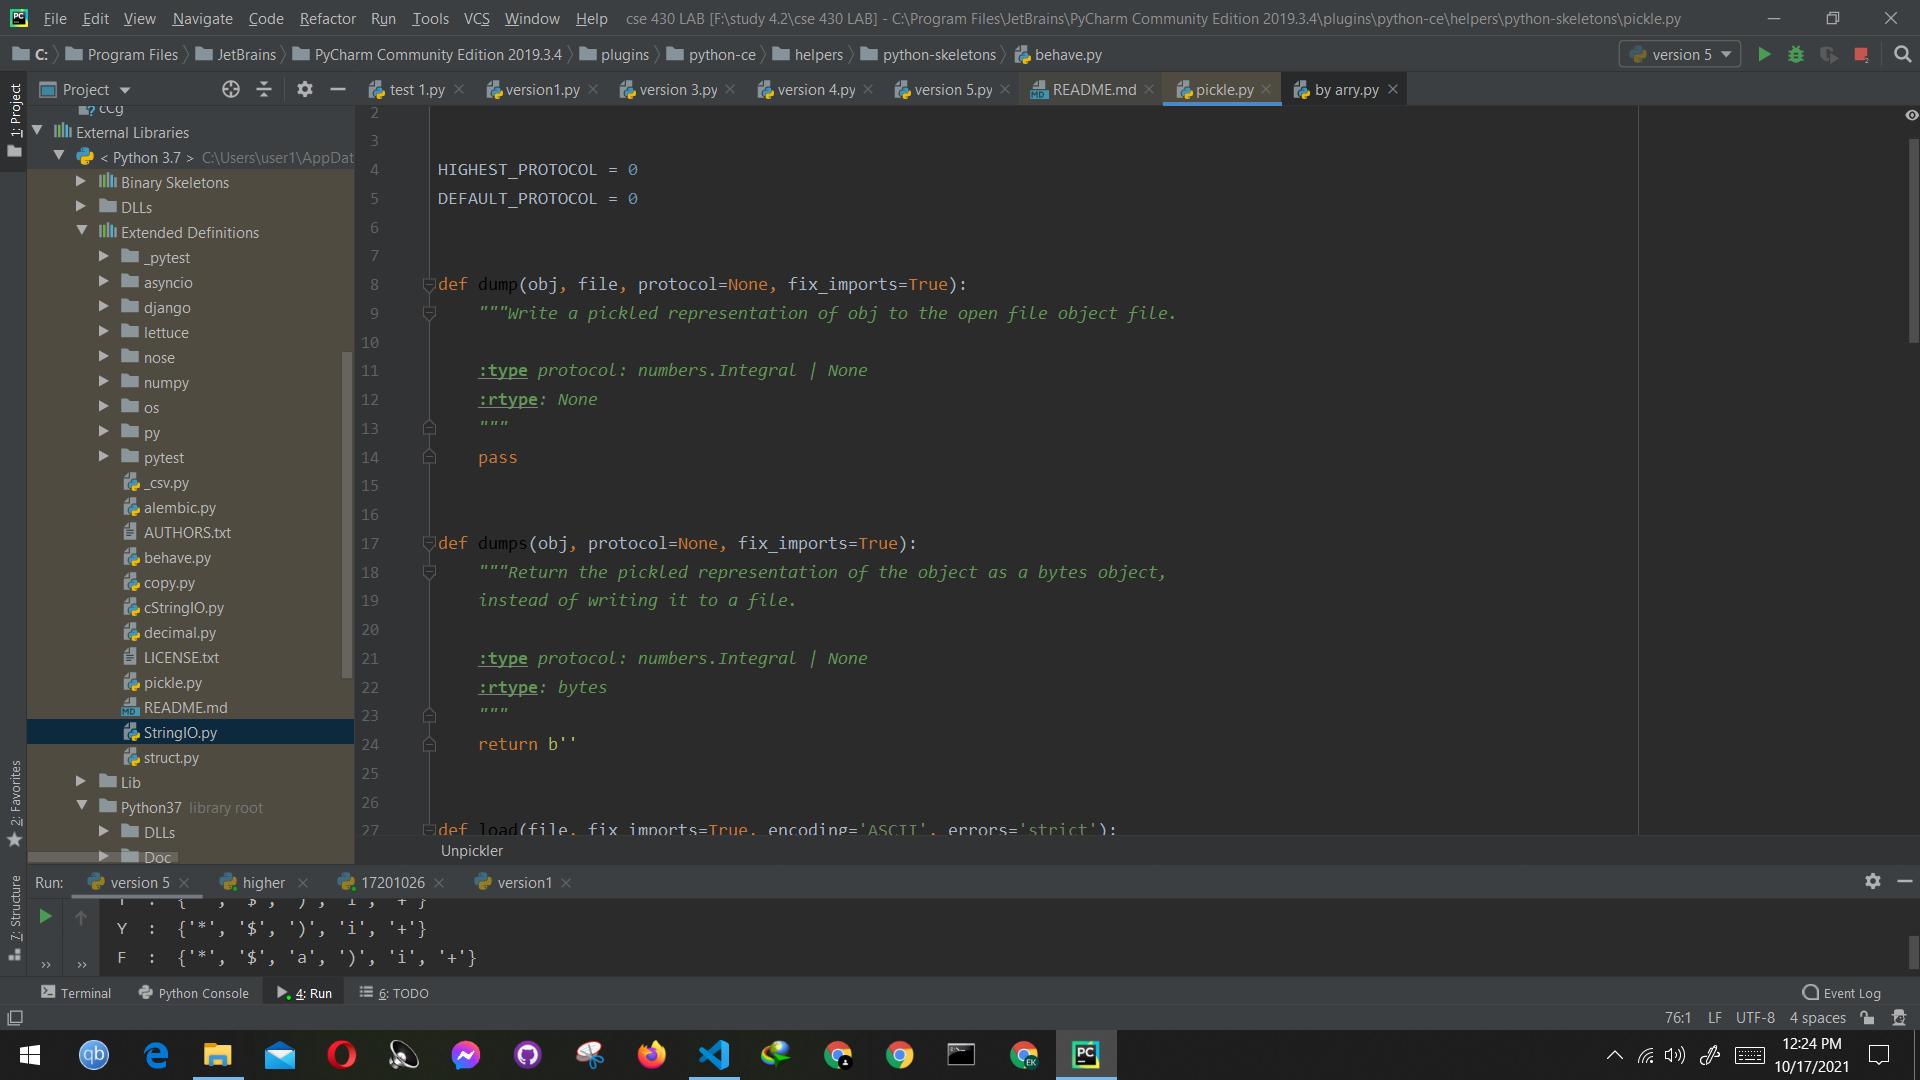 File Edit View Navigate Code Refactor Run Tools VCS Window Help cse 430 LAB [F:\study 4.2\cse 430 LAB] - C:\Program Files\JetBrains\PyCharm Community Edition 2019.3.4\plugins\python-ce\helpers\python-skeletons\pickle.py
C: Program Files JetBrains PyCharm Community Edition 2019.3.4 plugins python-ce helpers python-skeletons behave.py version 5
Project test 1.py version1.py version 3.py version 4.py version 5.py README.md pickle.py by arry.py
1: Project
2: Favorites
7: Structure
cCg
External Libraries
< Python 3.7 > C:\Users\user1\AppDat
Binary Skeletons
DLLs
Extended Definitions
_pytest
asyncio
django
lettuce
nose
numpy
os
py
pytest
_csv.py
alembic.py
AUTHORS.txt
behave.py
copy.py
cStringIO.py
decimal.py
LICENSE.txt
pickle.py
README.md
StringIO.py
struct.py
Lib
Python37 library root
DLLs
Doc
2
3
4 HIGHEST_PROTOCOL = 0
5 DEFAULT_PROTOCOL = 0
6
7
8 def dump(obj, file, protocol=None, fix_imports=True):
9 """Write a pickled representation of obj to the open file object file.
10
11 :type protocol: numbers.Integral | None
12 :rtype: None
13 """
14 pass
15
16
17 def dumps(obj, protocol=None, fix_imports=True):
18 """Return the pickled representation of the object as a bytes object,
19 instead of writing it to a file.
20
21 :type protocol: numbers.Integral | None
22 :rtype: bytes
23 """
24 return b''
25
26
27 def load(file, fix_imports=True, encoding='ASCII', errors='strict'):
Unpickler
Run: version 5 higher 17201026 version1
Y : {'*', '$', ')', 'i', '+'}
F : {'*', '$', 'a', ')', 'i', '+'}
Terminal Python Console 4: Run 6: TODO Event Log
76:1 LF UTF-8 4 spaces
12:24 PM
10/17/2021